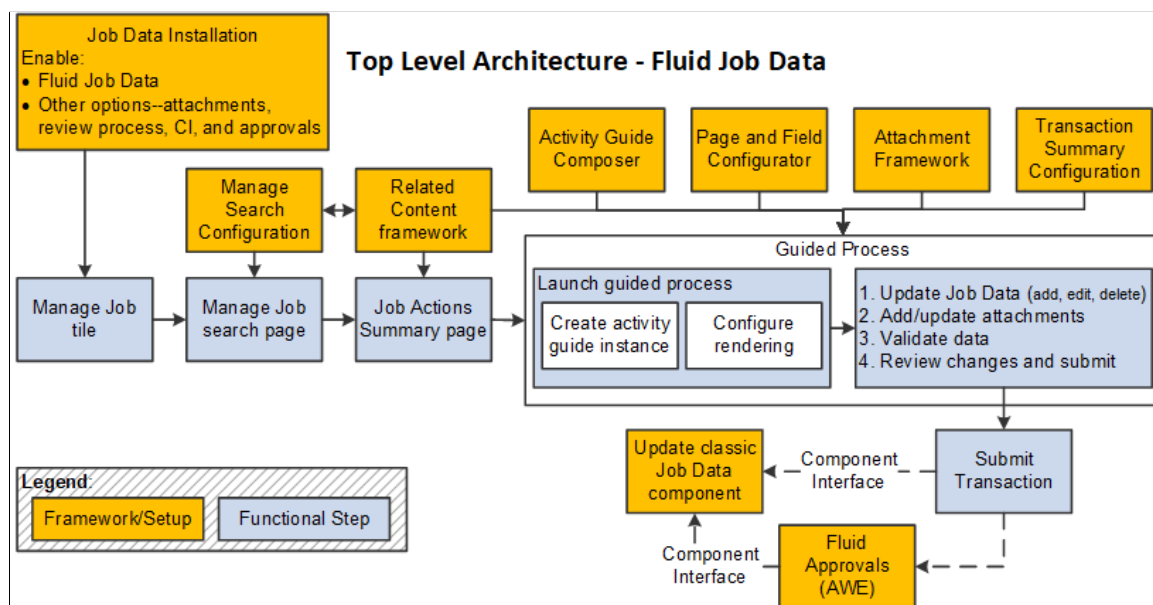 Job Data Installation
Enable:
• Fluid Job Data
• Other options--attachments,
review process, CI, and approvals
Top Level Architecture - Fluid Job Data
Activity Guide
Composer
Page and Field
Configurator
Attachment
Framework
Transaction
Summary
Configuration
Manage
Search
Configuration
Related
Content
framework
Guided Process
Manage Job
tile
Manage Job
search page
Job Actions
Summary page
Launch guided process
Create activity
guide instance
Configure
rendering
1. Update Job Data (add, edit, delete)
2. Add/update attachments
3. Validate data
4. Review changes and submit
Update classic
Job Data
component
Component
Interface
Submit
Transaction
Legend:
Framework/Setup
Functional Step
Component
Interface
Fluid
Approvals
(AWE)